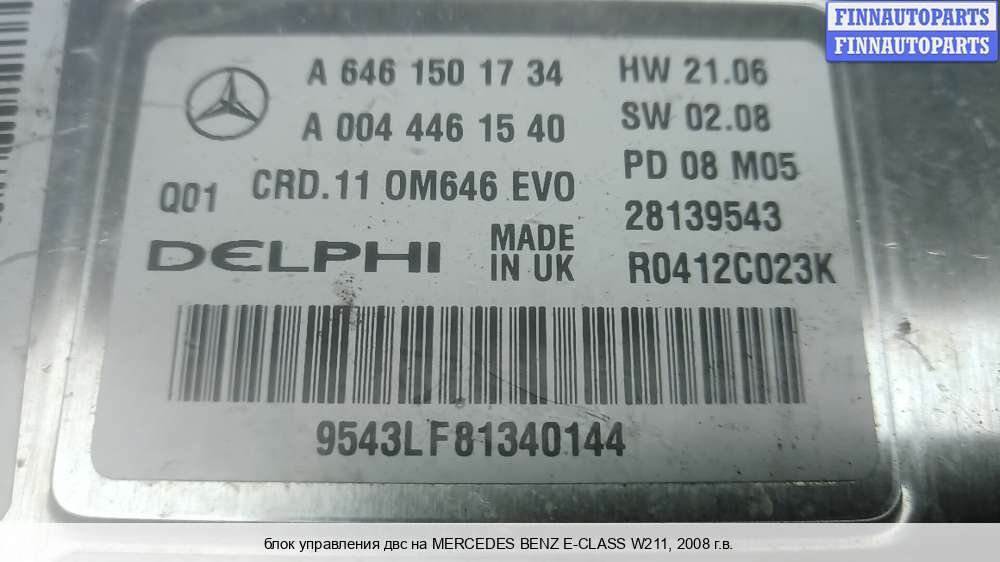 FINNAUTOPARTS
FINNAUTOPARTS
A 646 150 17 34
A 004 446 15 40
Q01 CRD.11 OM646 EVO
DELPHI
MADE
IN UK
HW 21.06
SW 02.08
PD 08 M05
28139543
R0412C023K
9543LF81340144
блок управления двс на MERCEDES BENZ E-CLASS W211, 2008 г.в.